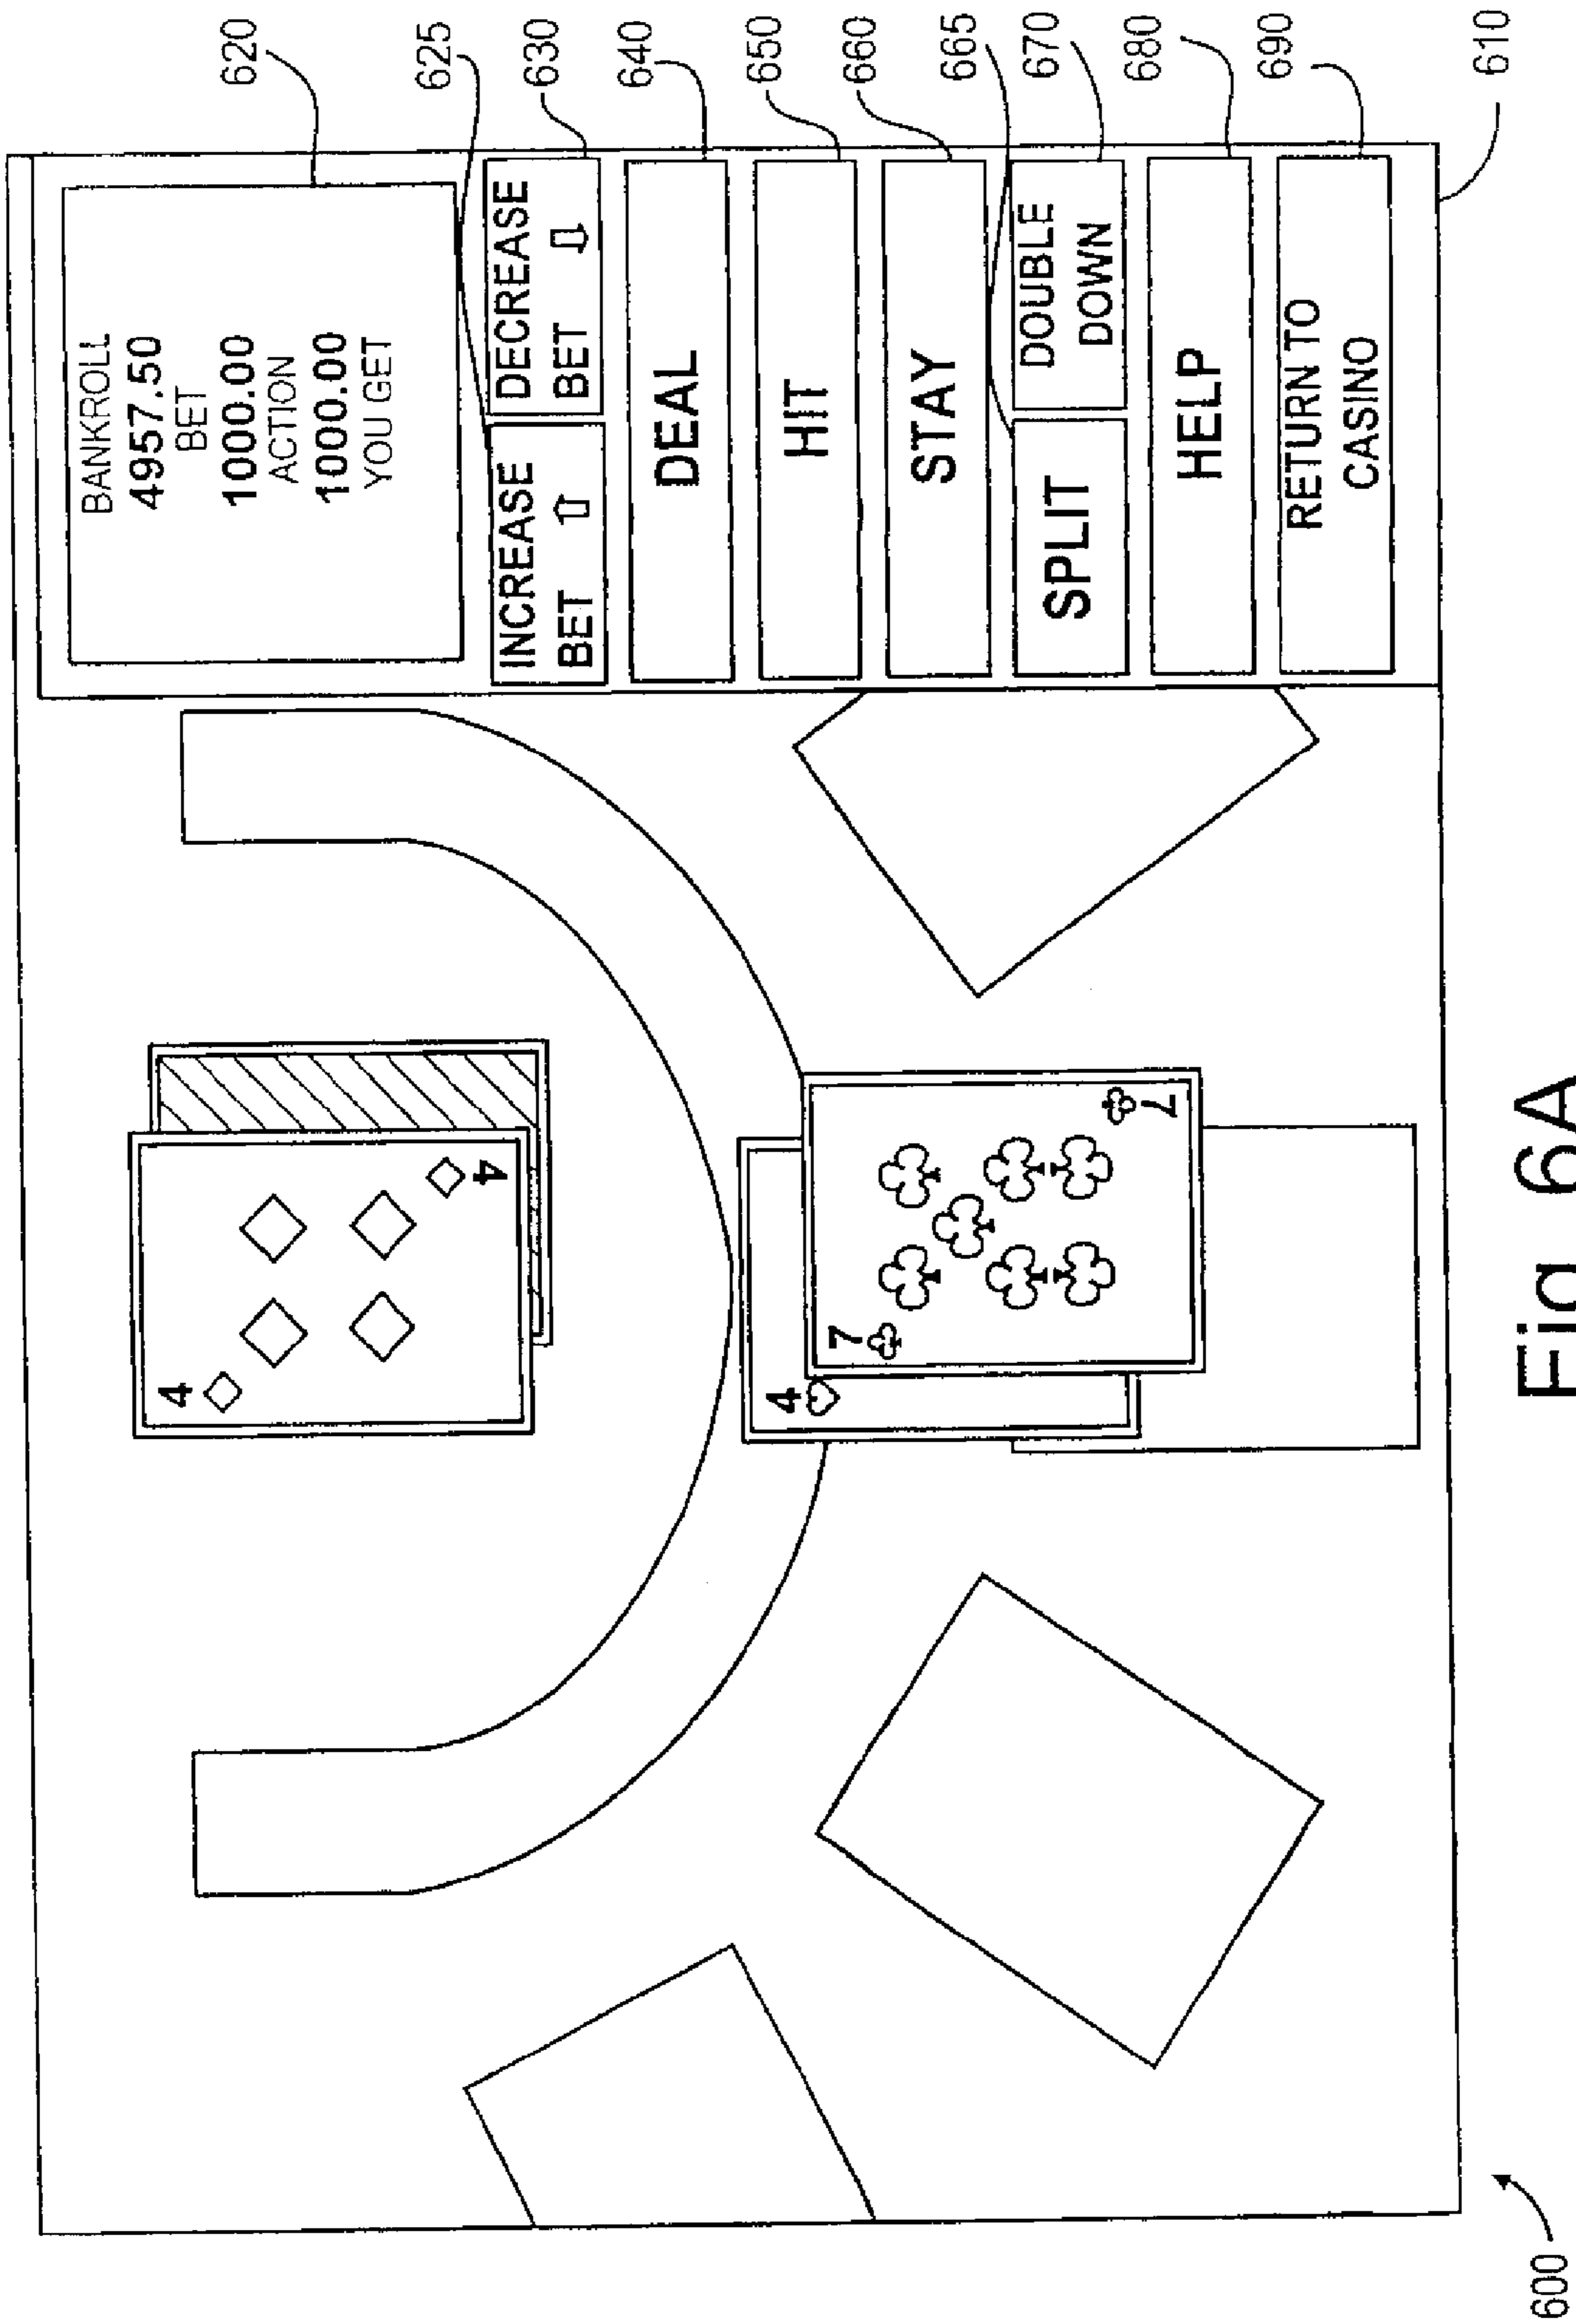 BANKROLL
4957.50
BET
1000.00
ACTION
1000.00
YOU GET
INCREASE
BET
DECREASE
BET
DEAL
HIT
STAY
SPLIT
DOUBLE
DOWN
HELP
RETURN TO
CASINO
620
625
630
640
650
660
665
670
680
690
610
4
4
4
7
7
600
Fig 6A